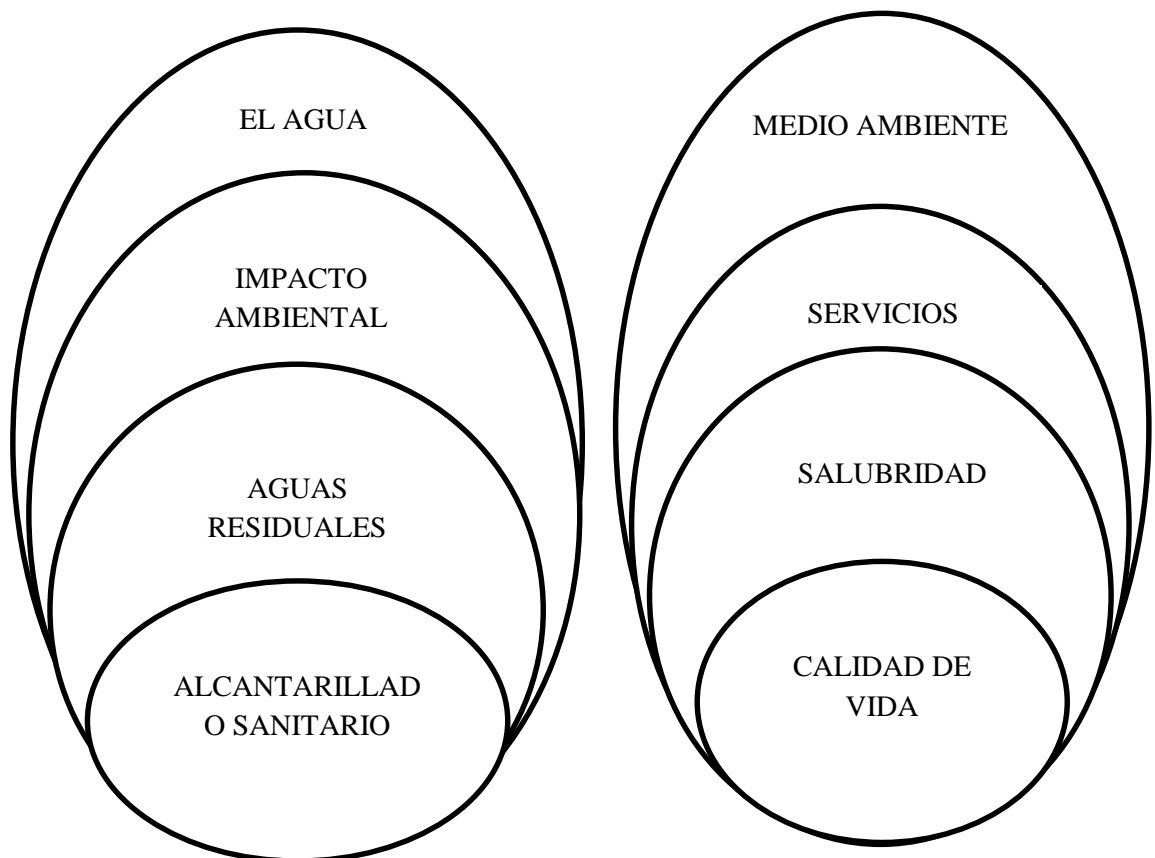 EL AGUA
IMPACTO
AMBIENTAL
AGUAS
RESIDUALES
ALCANTARILLAD
O SANITARIO
MEDIO AMBIENTE
SERVICIOS
SALUBRIDAD
CALIDAD DE
VIDA